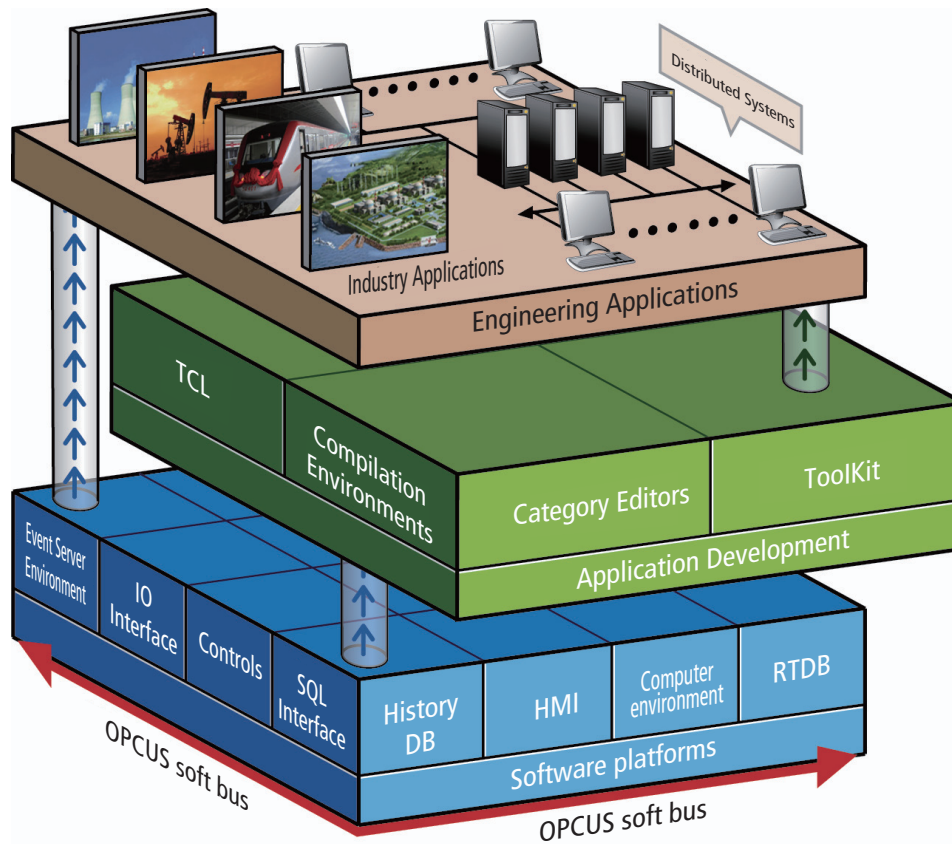 Distributed Systems
Industry Applications
Engineering Applications
TCL
Compilation
Environments
Category Editors
ToolKit
Application Development
Event Server
Environment
IO
Interface
Controls
SQL
Interface
History
DB
HMI
Computer
environment
RTDB
Software platforms
OPCUS soft bus
OPCUS soft bus